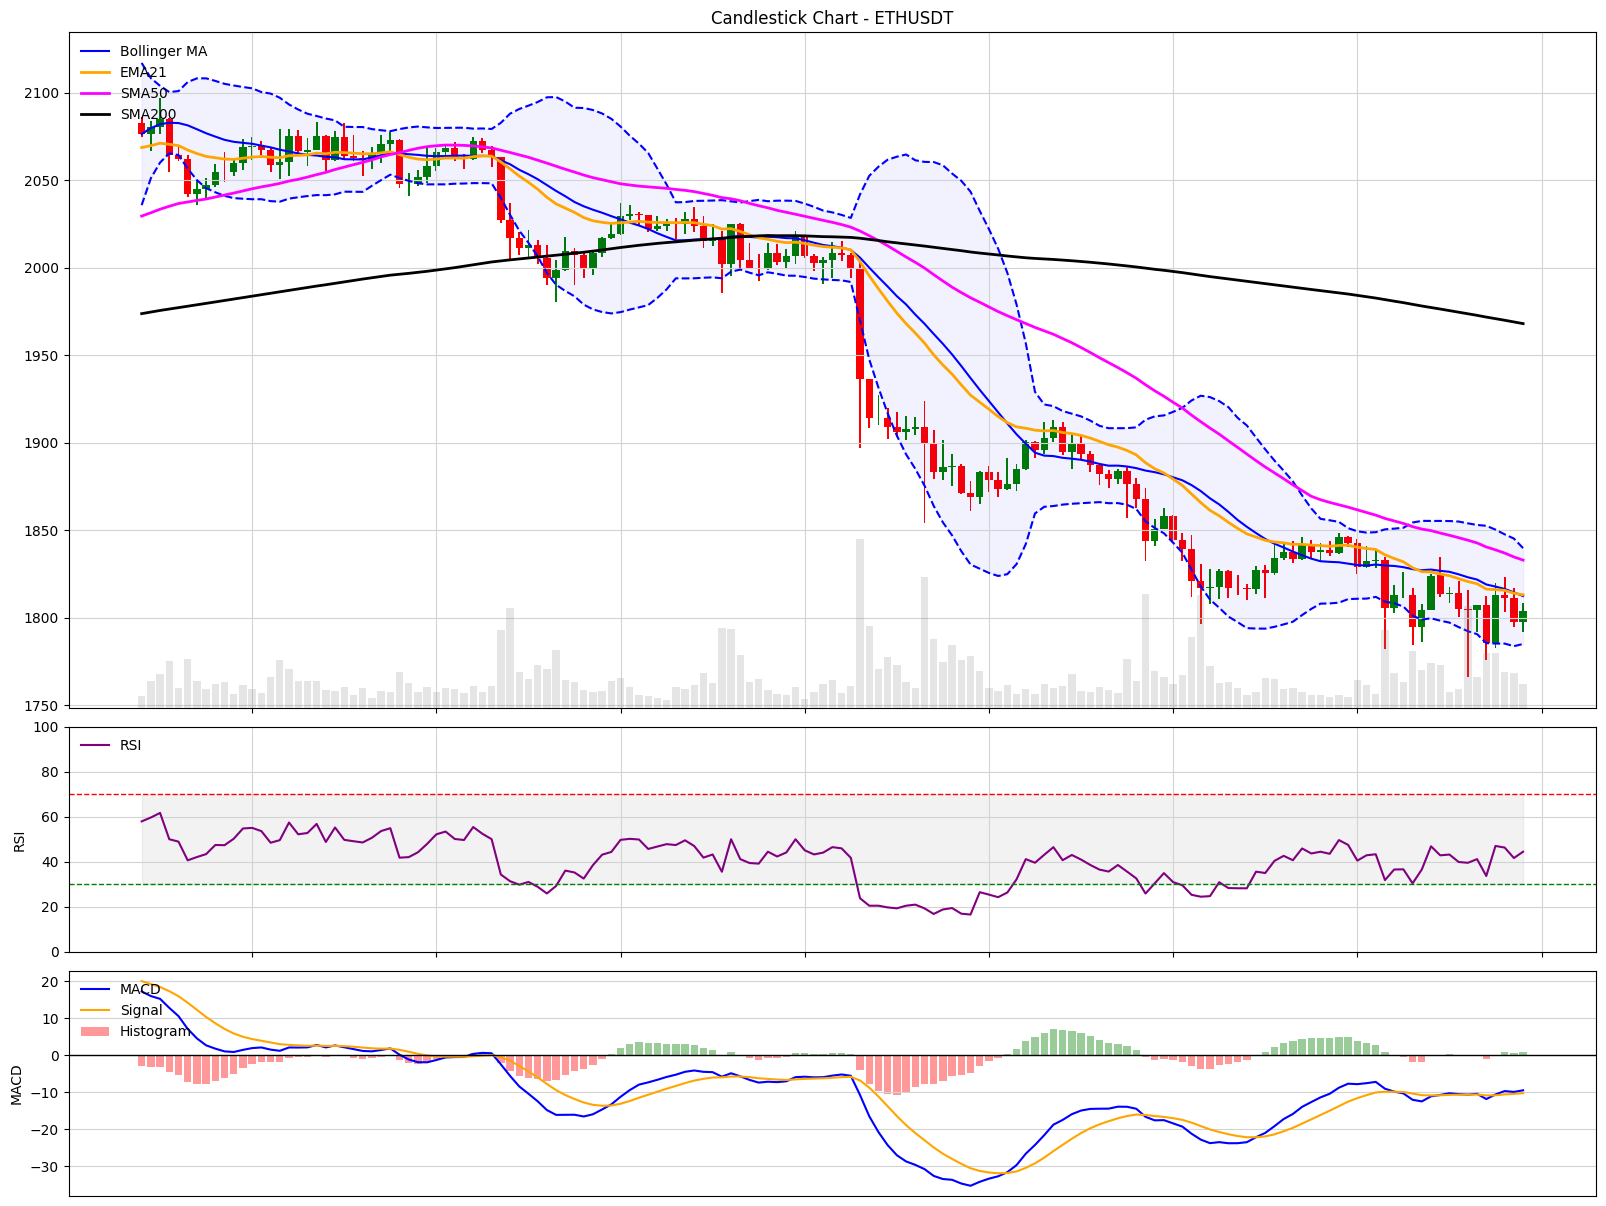 Candlestick Chart - ETHUSDT
Bollinger MA
EMA21
SMA50
SMA200
2100
2050
2000
1950
1900
1850
1800
1750
RSI
100
80
60
40
20
0
RSI
MACD
Signal
Histogram
20
10
0
−10
−20
−30
MACD